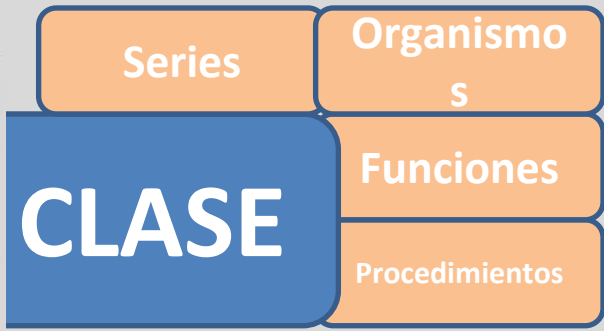 Series
Organismo
s
CLASE
Funciones
Procedimientos